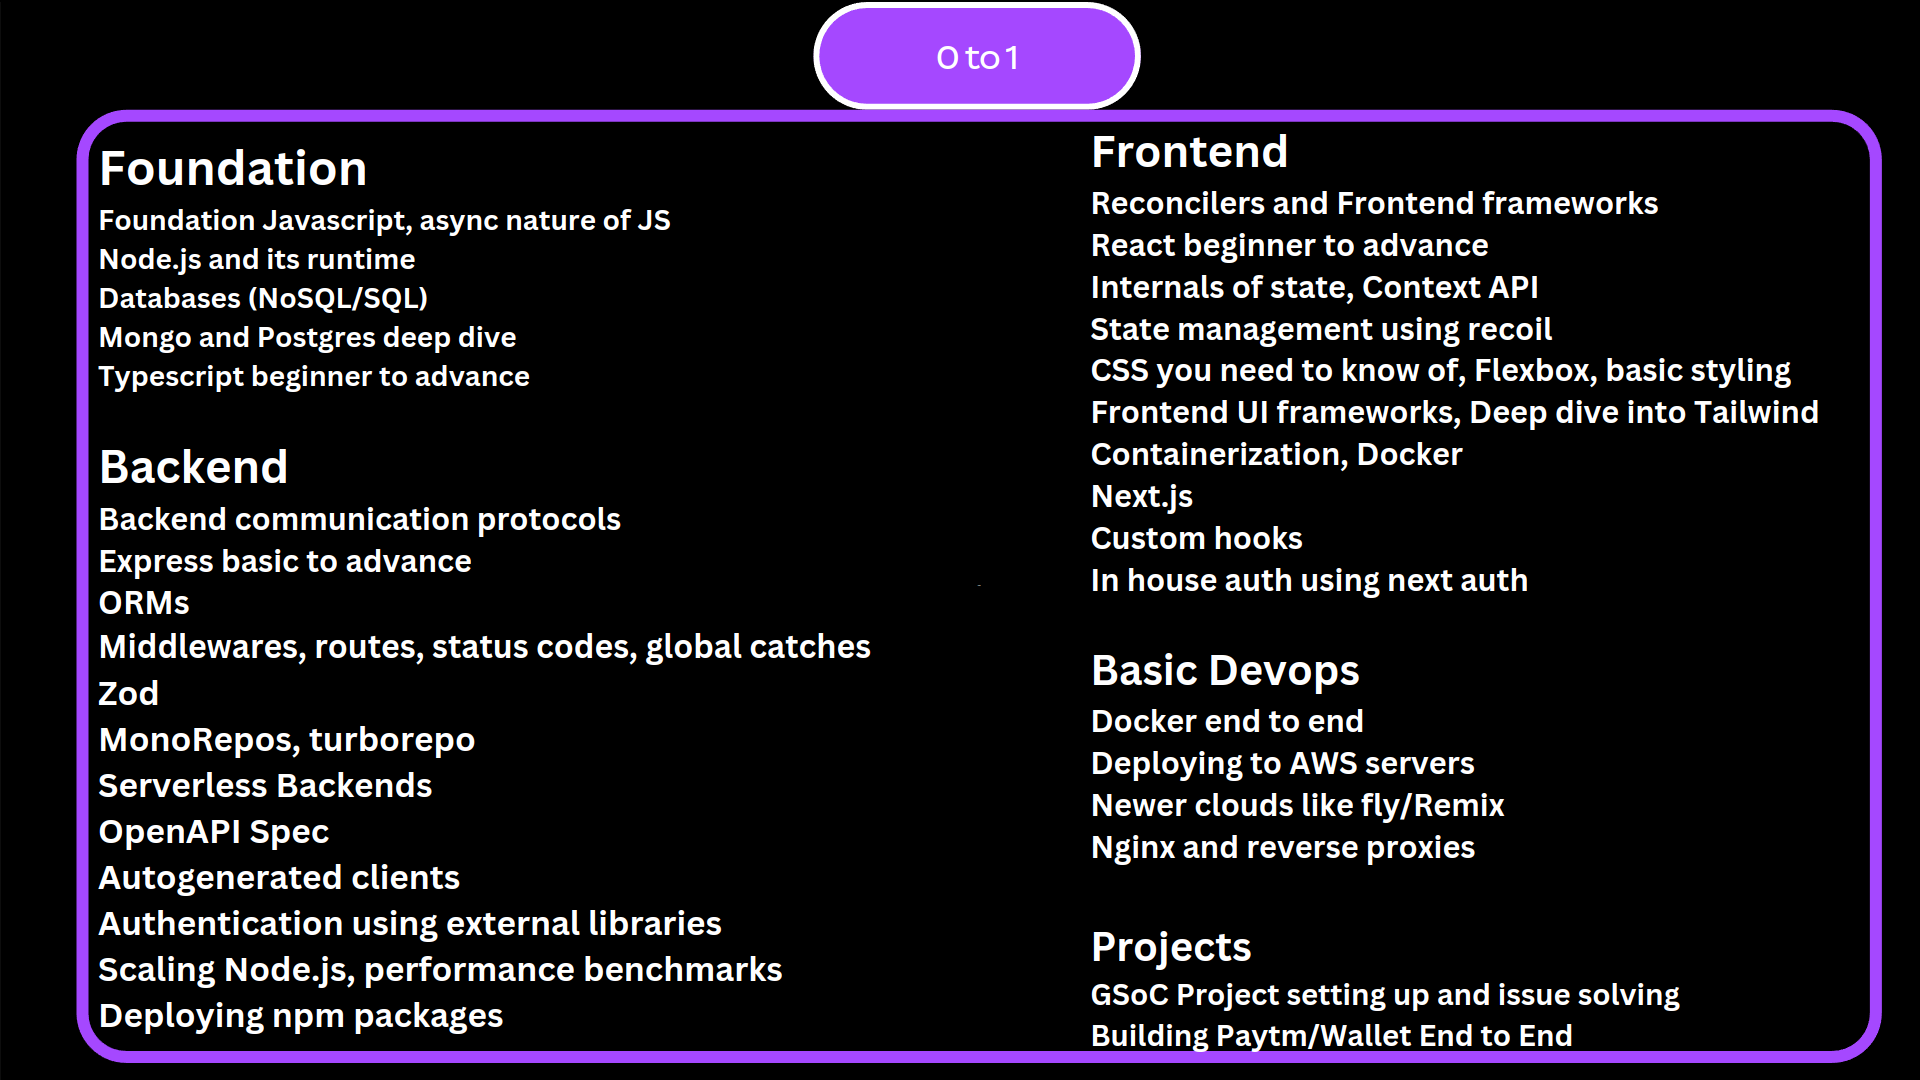 0 to 1
Foundation
Foundation Javascript, async nature of JS
Node.js and its runtime
Databases (NoSQL/SQL)
Mongo and Postgres deep dive
Typescript beginner to advance
Backend
Backend communication protocols
Express basic to advance
ORMs
Middlewares, routes, status codes, global catches
Zod
MonoRepos, turborepo
Serverless Backends
OpenAPI Spec
Autogenerated clients
Authentication using external libraries
Scaling Node.js, performance benchmarks
Deploying npm packages
Frontend
Reconcilers and Frontend frameworks
React beginner to advance
Internals of state, Context API
State management using recoil
CSS you need to know of, Flexbox, basic styling
Frontend UI frameworks, Deep dive into Tailwind
Containerization, Docker
Next.js
Custom hooks
In house auth using next auth
Basic Devops
Docker end to end
Deploying to AWS servers
Newer clouds like fly/Remix
Nginx and reverse proxies
Projects
GSoC Project setting up and issue solving
Building Paytm/Wallet End to End